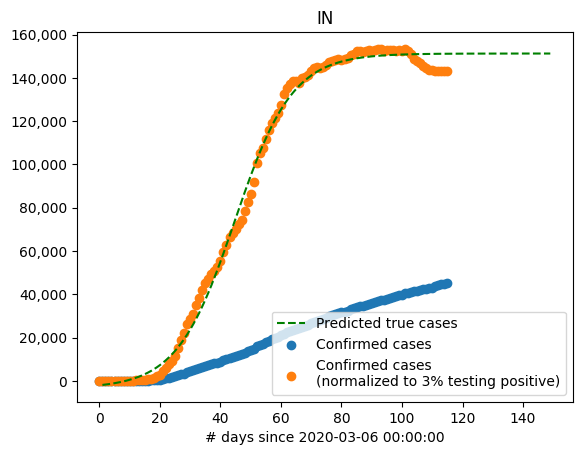 IN
160,000
140,000
120,000
100,000
80,000
60,000
40,000
20,000
0
0 20 40 60 80 100 120 140
# days since 2020-03-06 00:00:00
Predicted true cases
Confirmed cases
Confirmed cases
(normalized to 3% testing positive)